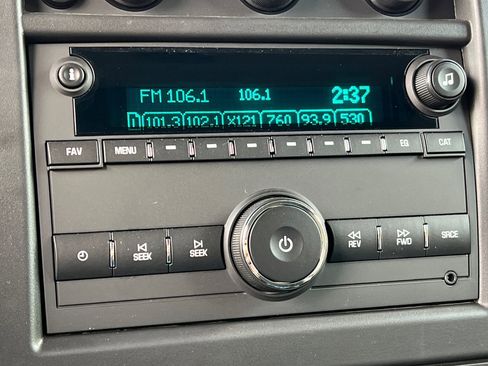 FM 106.1 106.1 2:37
1 101.3 102.1 X121 760 93.9 530
FAV MENU EQ CAT
SEEK SEEK REV FWD SRCE